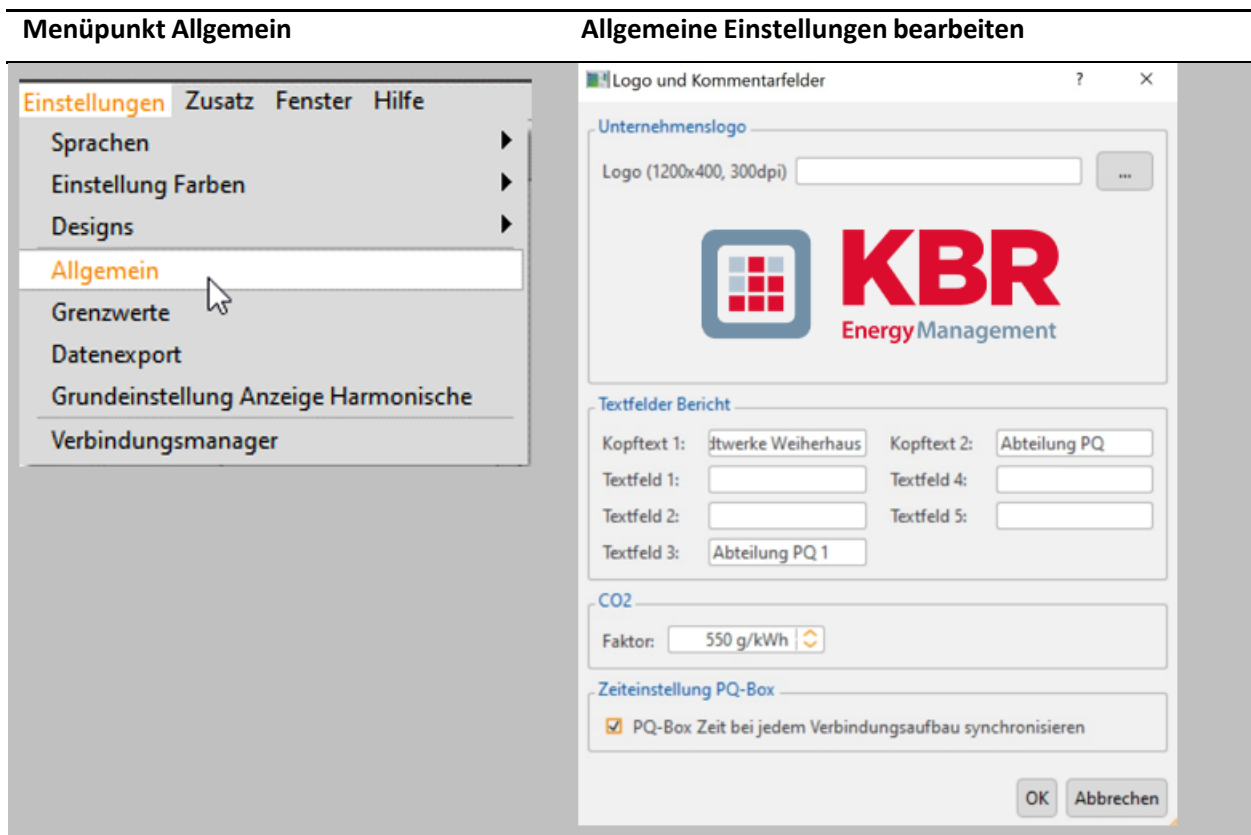 Menüpunkt Allgemein
Allgemeine Einstellungen bearbeiten
Einstellungen Zusatz Fenster Hilfe
Sprachen
Einstellung Farben
Designs
Allgemein
Grenzwerte
Datenexport
Grundeinstellung Anzeige Harmonische
Verbindungsmanager
Logo und Kommentarfelder ? ×
Unternehmenslogo
Logo (1200x400, 300dpi) ...
KBR
EnergyManagement
Textfelder Bericht
Kopftext 1: dtwerke Weiherhaus Kopftext 2: Abteilung PQ
Textfeld 1: Textfeld 4:
Textfeld 2: Textfeld 5:
Textfeld 3: Abteilung PQ 1
CO2
Faktor: 550 g/kWh
Zeiteinstellung PQ-Box
PQ-Box Zeit bei jedem Verbindungsaufbau synchronisieren
OK Abbrechen